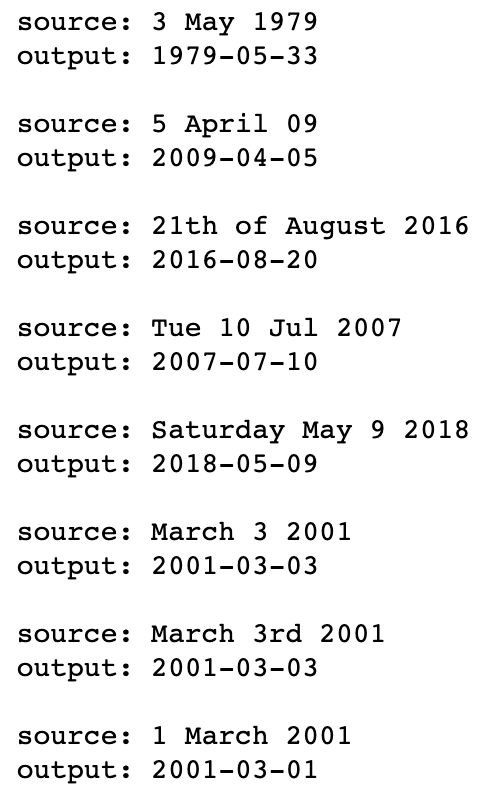 source: 3 May 1979
output: 1979-05-33
source: 5 April 09
output: 2009-04-05
source: 21th of August 2016
output: 2016-08-20
source: Tue 10 Jul 2007
output: 2007-07-10
source: Saturday May 9 2018
output: 2018-05-09
source: March 3 2001
output: 2001-03-03
source: March 3rd 2001
output: 2001-03-03
source: 1 March 2001
output: 2001-03-01